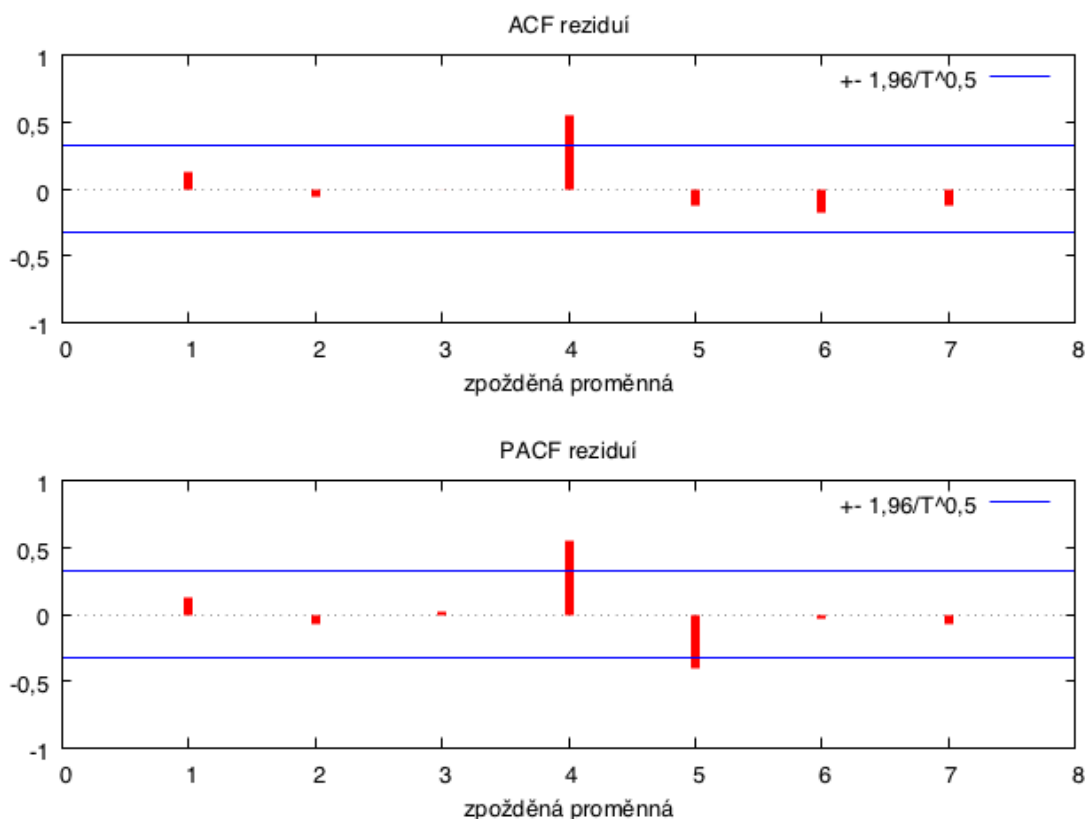 ACF reziduí
+- 1,96/T^0,5
1
0,5
0
-0,5
-1
0 1 2 3 4 5 6 7 8
zpožděná proměnná
PACF reziduí
+- 1,96/T^0,5
1
0,5
0
-0,5
-1
0 1 2 3 4 5 6 7 8
zpožděná proměnná